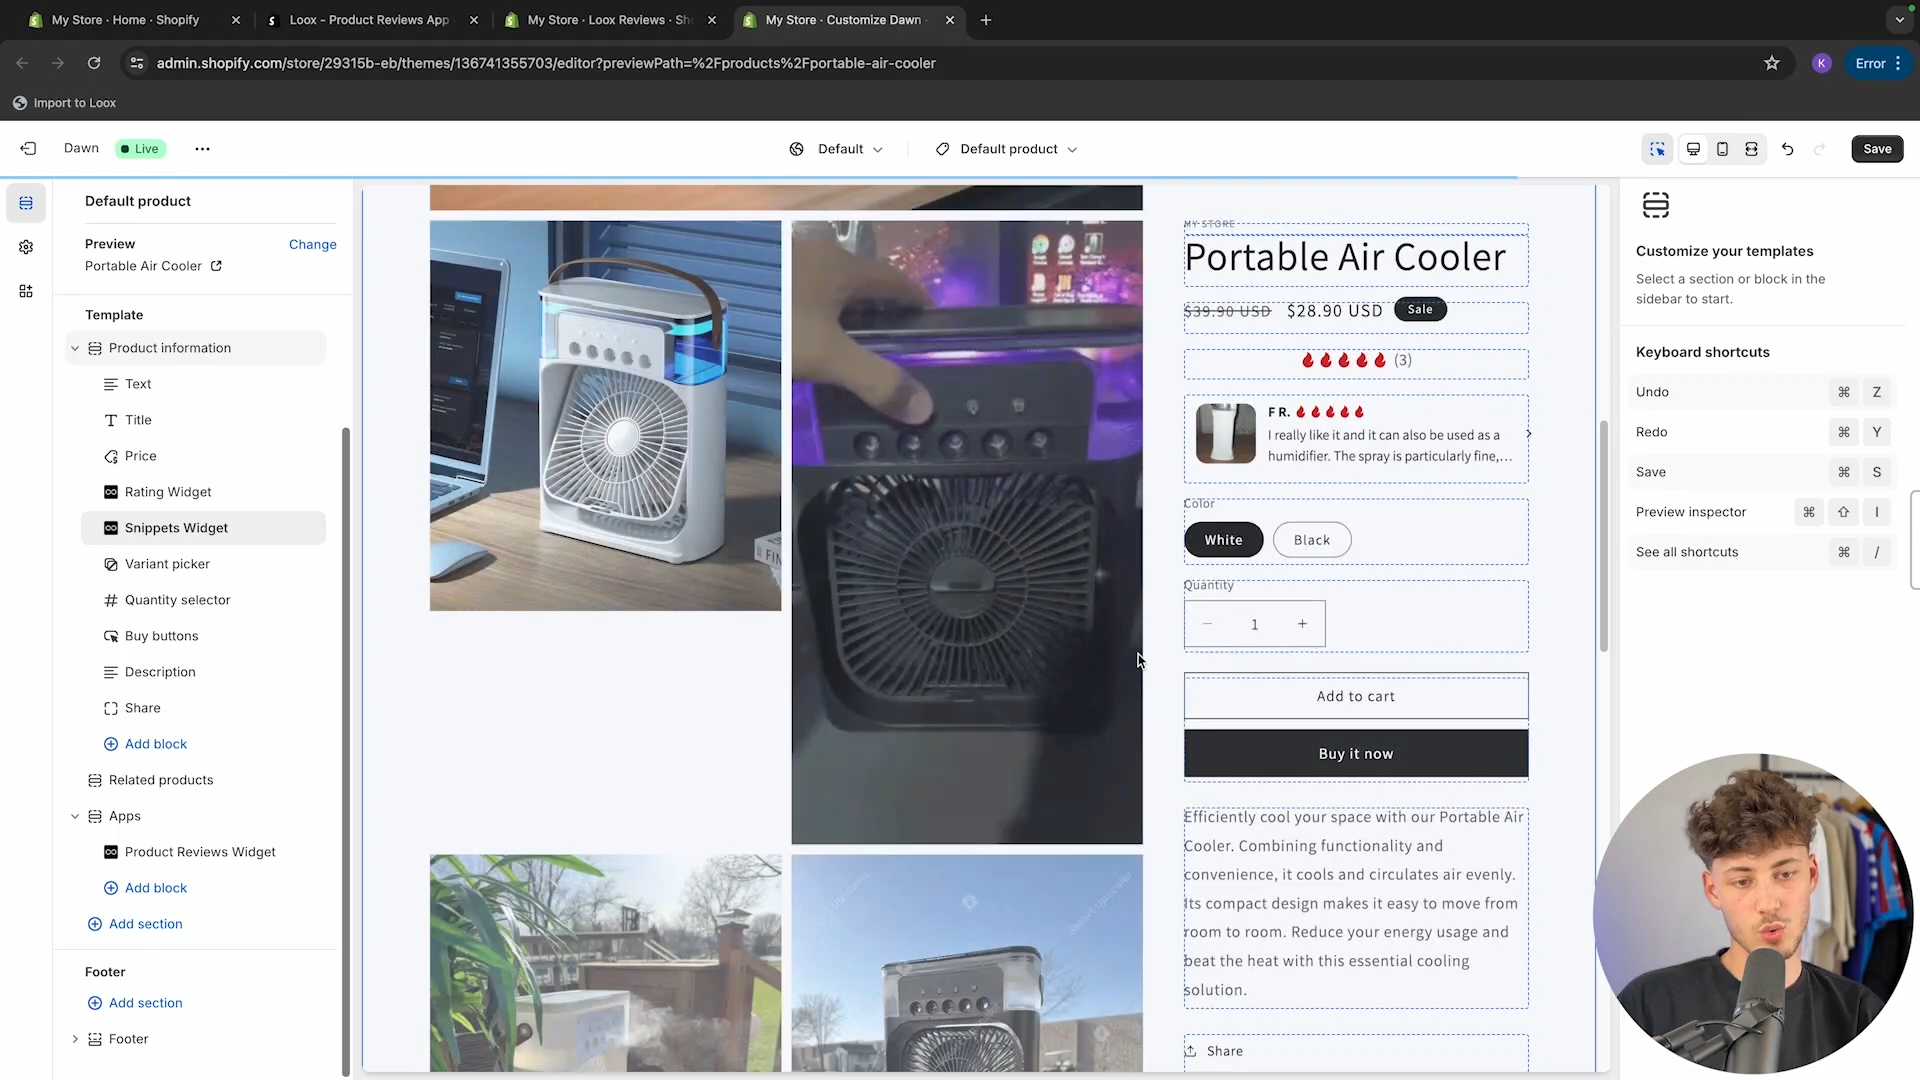 My Store · Home · Shopify
Loox - Product Reviews App
My Store · Loox Reviews · Sh
My Store · Customize Dawn ·
admin.shopify.com/store/29315b-eb/themes/136741355703/editor?previewPath=%2Fproducts%2Fportable-air-cooler
K
Error
Import to Loox
Dawn
Live
Default
Default product
Save
Default product
Preview
Change
Portable Air Cooler
Template
Product information
Text
Title
Price
Rating Widget
Snippets Widget
Variant picker
Quantity selector
Buy buttons
Description
Share
Add block
Related products
Apps
Product Reviews Widget
Add block
Add section
Footer
Add section
Footer
MY STORE
Portable Air Cooler
$39.90 USD $28.90 USD Sale
(3)
F R.
I really like it and it can also be used as a
humidifier. The spray is particularly fine,...
Color
White
Black
Quantity
− 1 +
Add to cart
Buy it now
Efficiently cool your space with our Portable Air
Cooler. Combining functionality and
convenience, it cools and circulates air evenly.
Its compact design makes it easy to move from
room to room. Reduce your energy usage and
beat the heat with this essential cooling
solution.
Share
Customize your templates
Select a section or block in the
sidebar to start.
Keyboard shortcuts
Undo ⌘ Z
Redo ⌘ Y
Save ⌘ S
Preview inspector ⌘ ⇧ I
See all shortcuts ⌘ /